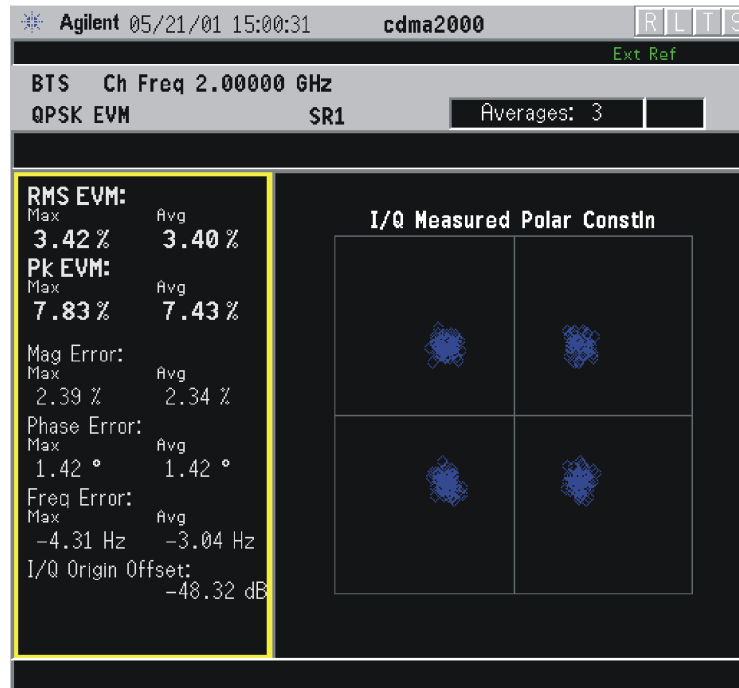 Agilent 05/21/01 15:00:31 cdma2000 R L T S
Ext Ref
BTS Ch Freq 2.00000 GHz
QPSK EVM SR1 Averages: 3
RMS EVM:
Max Avg
3.42 % 3.40 %
Pk EVM:
Max Avg
7.83 % 7.43 %
Mag Error:
Max Avg
2.39 % 2.34 %
Phase Error:
Max Avg
1.42 ° 1.42 °
Freq Error:
Max Avg
-4.31 Hz -3.04 Hz
I/Q Origin Offset:
-48.32 dB
I/Q Measured Polar Constln